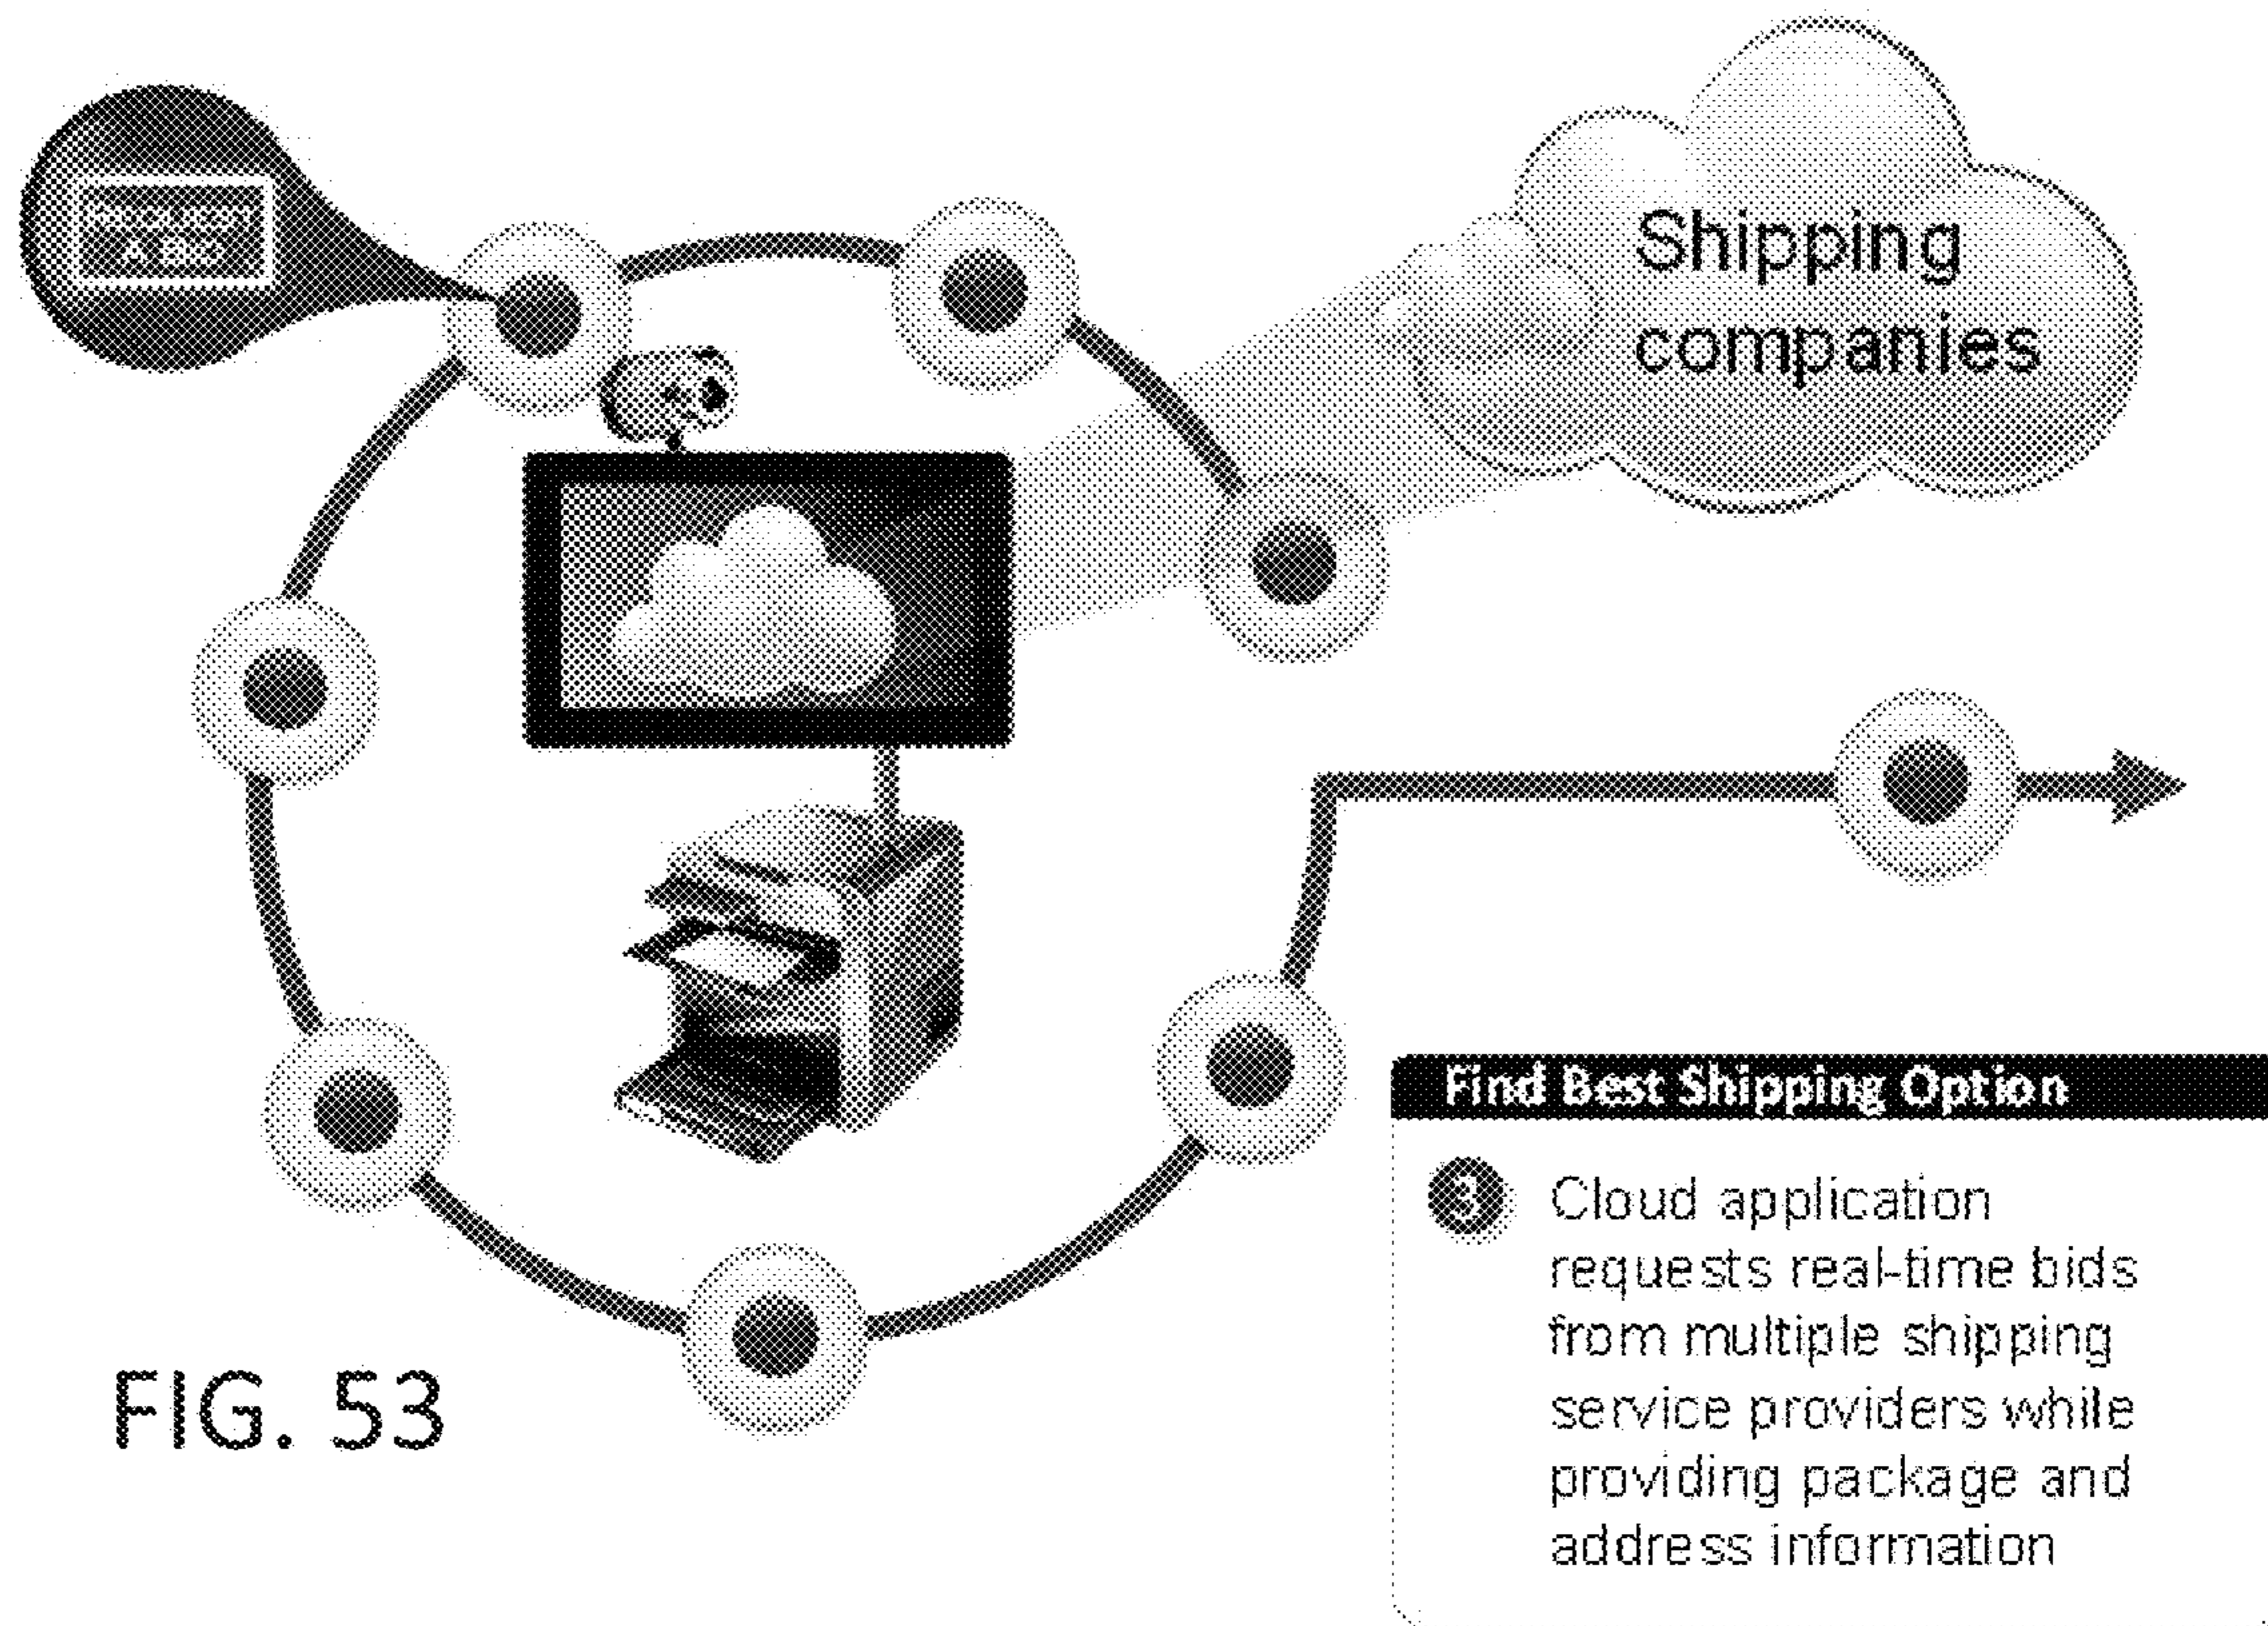 Shipping
companies
Find Best Shipping Option
3 Cloud application
requests real-time bids
from multiple shipping
service providers while
providing package and
address information
FIG. 53